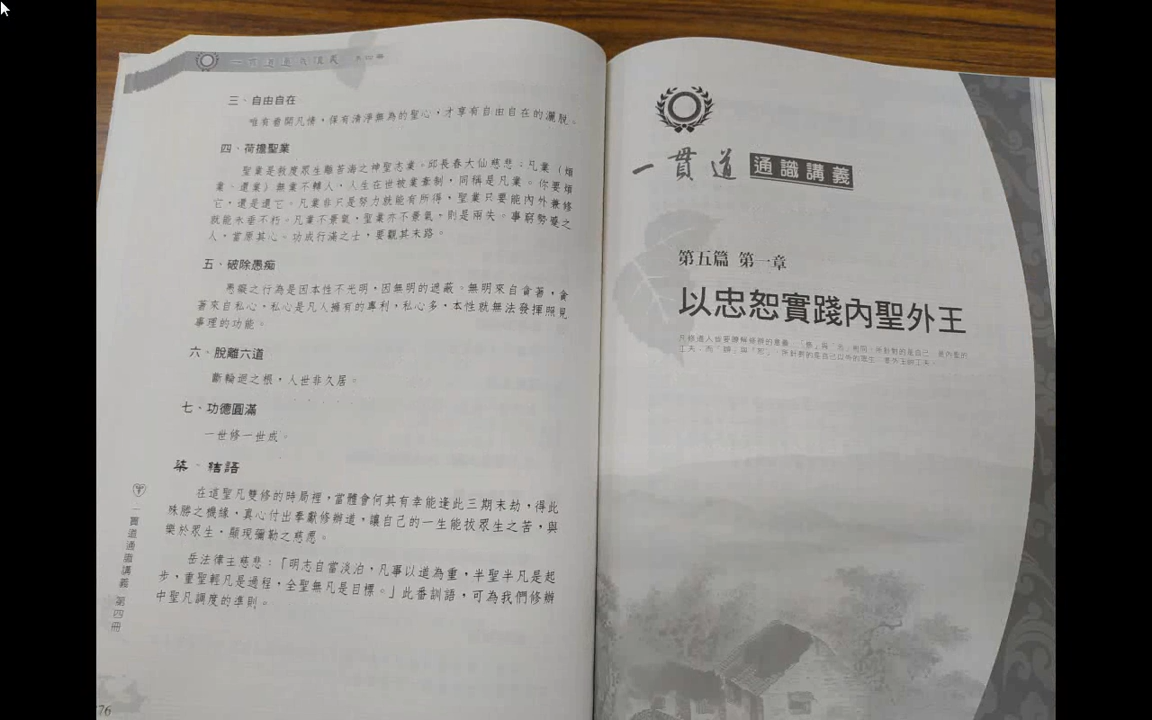 一貫道通識講義 第四冊
三、自由自在
唯有看開凡情，保有清淨無為的聖心，才享有自由自在的灑脫。
四、荷擔聖業
聖業是救度眾生離苦海之神聖志業。邱長春大仙慈悲：凡業（煩
業、還業）無業不轉人，人生在世被業牽制，同稱是凡業。你要煩
它，還是還它。凡業非只是努力就能有所得，聖業只要能內外兼修
就能永垂不朽。凡業不景氣，聖業亦不景氣，則是兩失。事窮勢蹙之
人，當原其心。功成行滿之士，要觀其末路。
五、破除愚痴
愚癡之行為是因本性不光明，因無明的遮蔽。無明來自貪著，貪
著來自私心，私心是凡人擁有的專利，私心多，本性就無法發揮照見
事理的功能。
六、脫離六道
斷輪迴之根，人世非久居。
七、功德圓滿
一世修一世成。
柒、結語
在這聖凡雙修的時局裡，當體會何其有幸能逢此三期末劫，得此
殊勝之機緣，真心付出奉獻修辦道，讓自己的一生能拔眾生之苦，與
樂於眾生，顯現彌勒之慈悲。
岳法律主慈悲：「明志自當淡泊，凡事以道為重，半聖半凡是起
步，重聖輕凡是過程，全聖無凡是目標。」此番訓語，可為我們修辦
中聖凡調度的準則。
一貫道通識講義 第四冊
76
一貫道 通識講義
第五篇 第一章
以忠恕實踐內聖外王